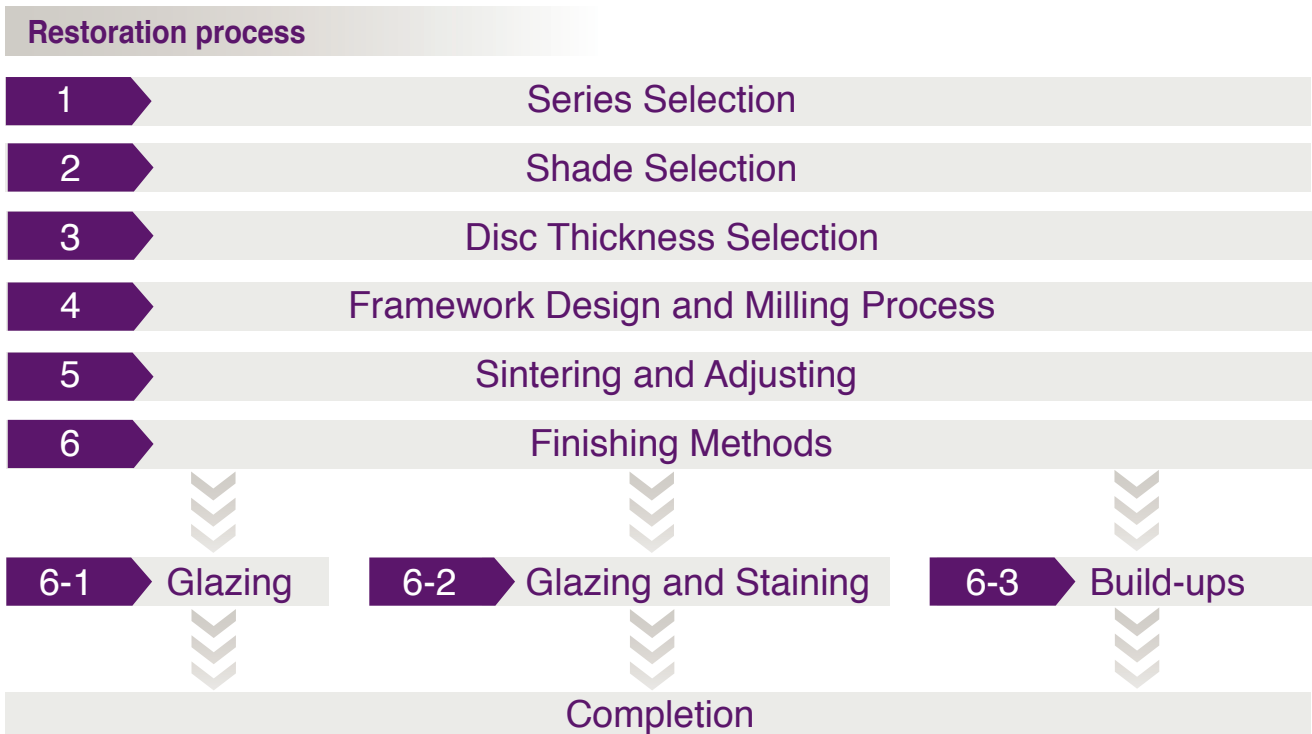 Restoration process
1 Series Selection
2 Shade Selection
3 Disc Thickness Selection
4 Framework Design and Milling Process
5 Sintering and Adjusting
6 Finishing Methods
6-1 Glazing 6-2 Glazing and Staining 6-3 Build-ups
Completion